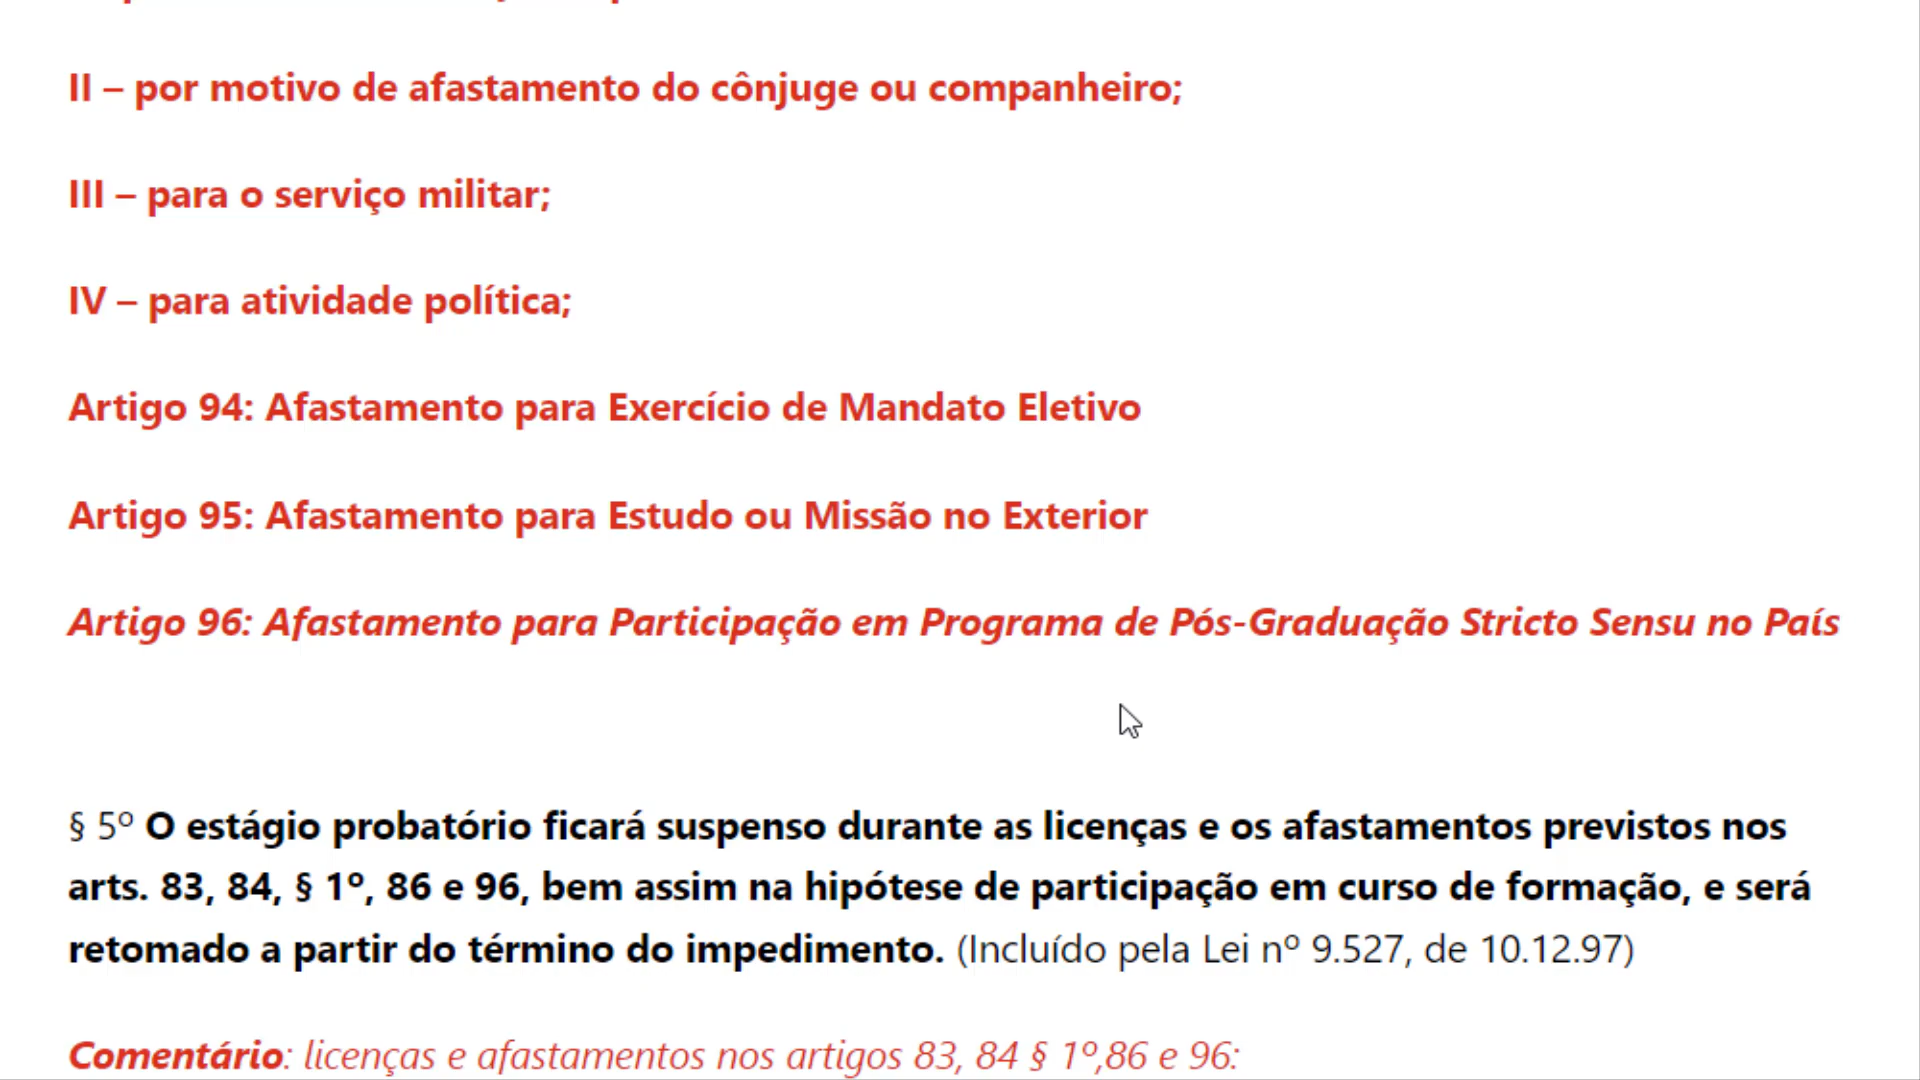 II – por motivo de afastamento do cônjuge ou companheiro;
III – para o serviço militar;
IV – para atividade política;
Artigo 94: Afastamento para Exercício de Mandato Eletivo
Artigo 95: Afastamento para Estudo ou Missão no Exterior
Artigo 96: Afastamento para Participação em Programa de Pós-Graduação Stricto Sensu no País
§ 5º O estágio probatório ficará suspenso durante as licenças e os afastamentos previstos nos
arts. 83, 84, § 1º, 86 e 96, bem assim na hipótese de participação em curso de formação, e será
retomado a partir do término do impedimento. (Incluído pela Lei nº 9.527, de 10.12.97)
Comentário: licenças e afastamentos nos artigos 83, 84 § 1º,86 e 96: